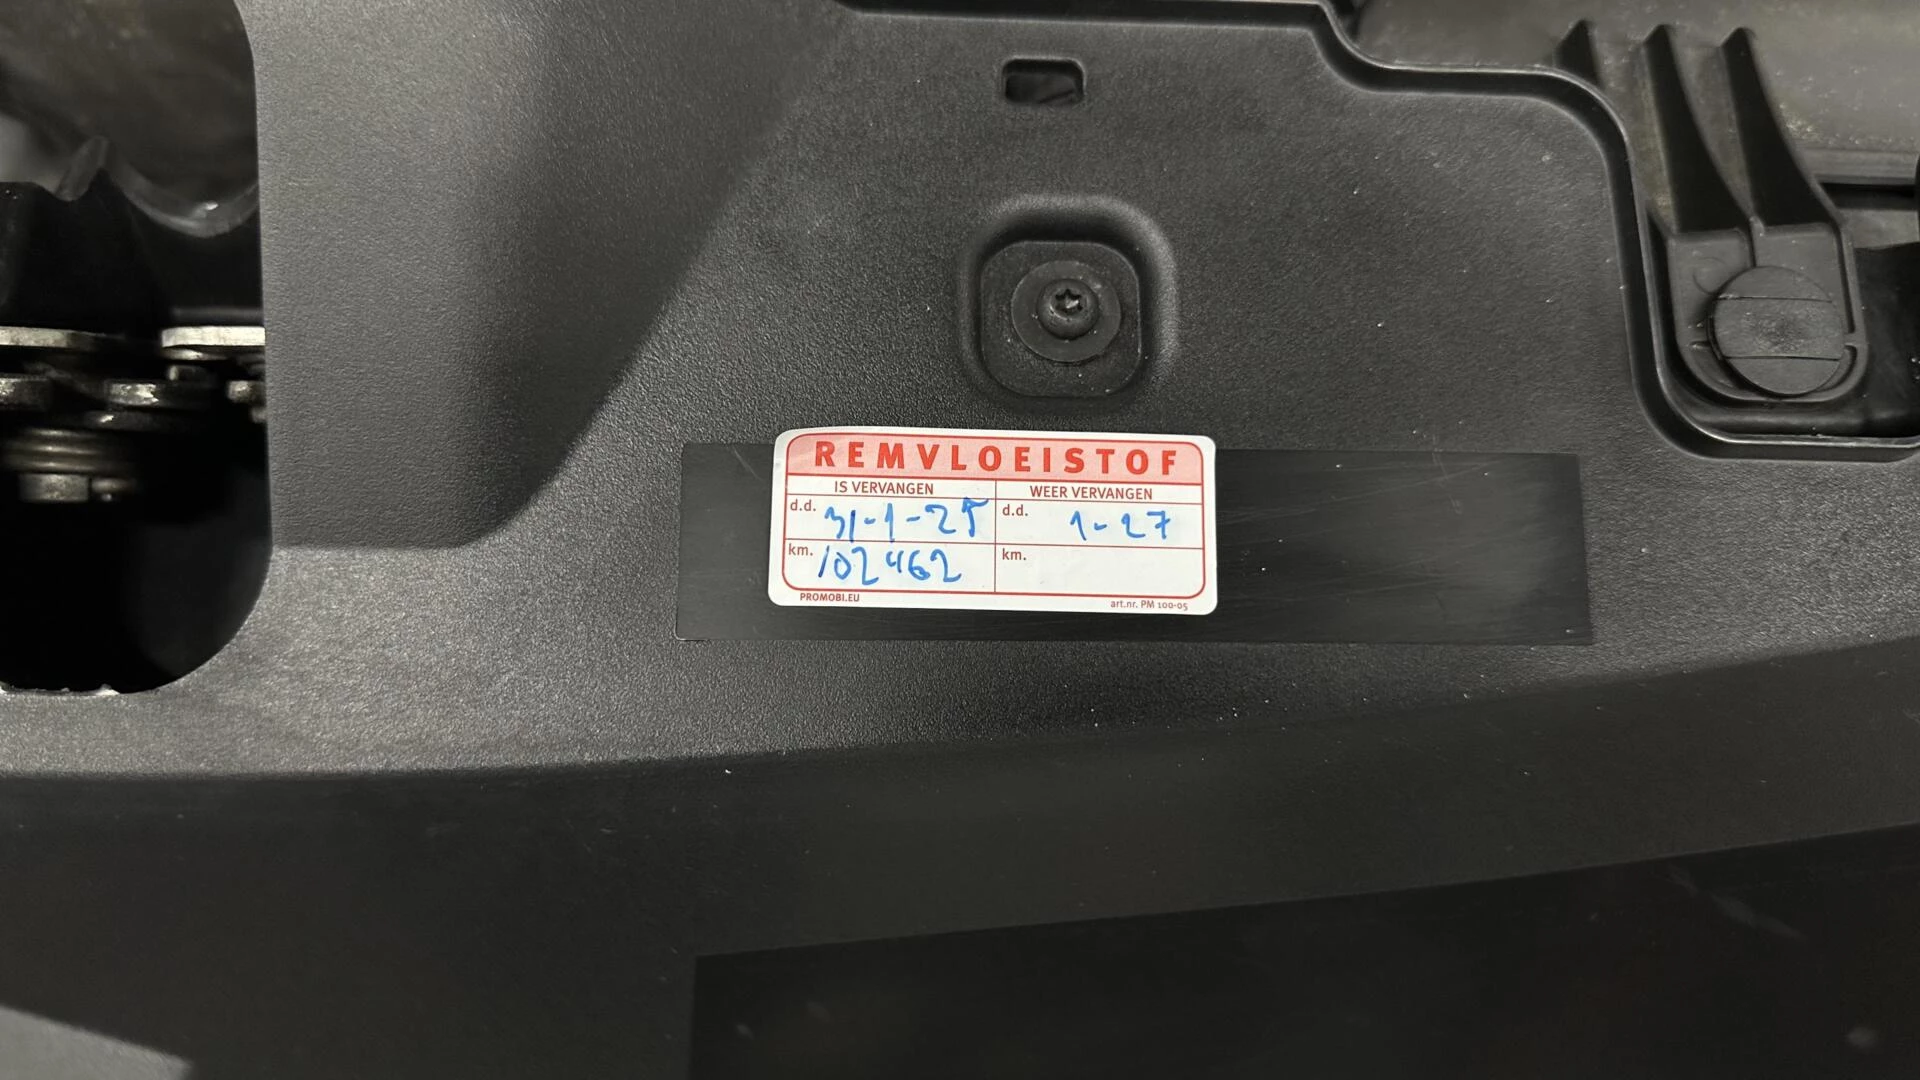 REMVLOEISTOF
IS VERVANGEN WEER VERVANGEN
d.d. 31-1-25 d.d. 1-27
km. 102462 km.
PROMOBI.EU art.nr. PM 100-05